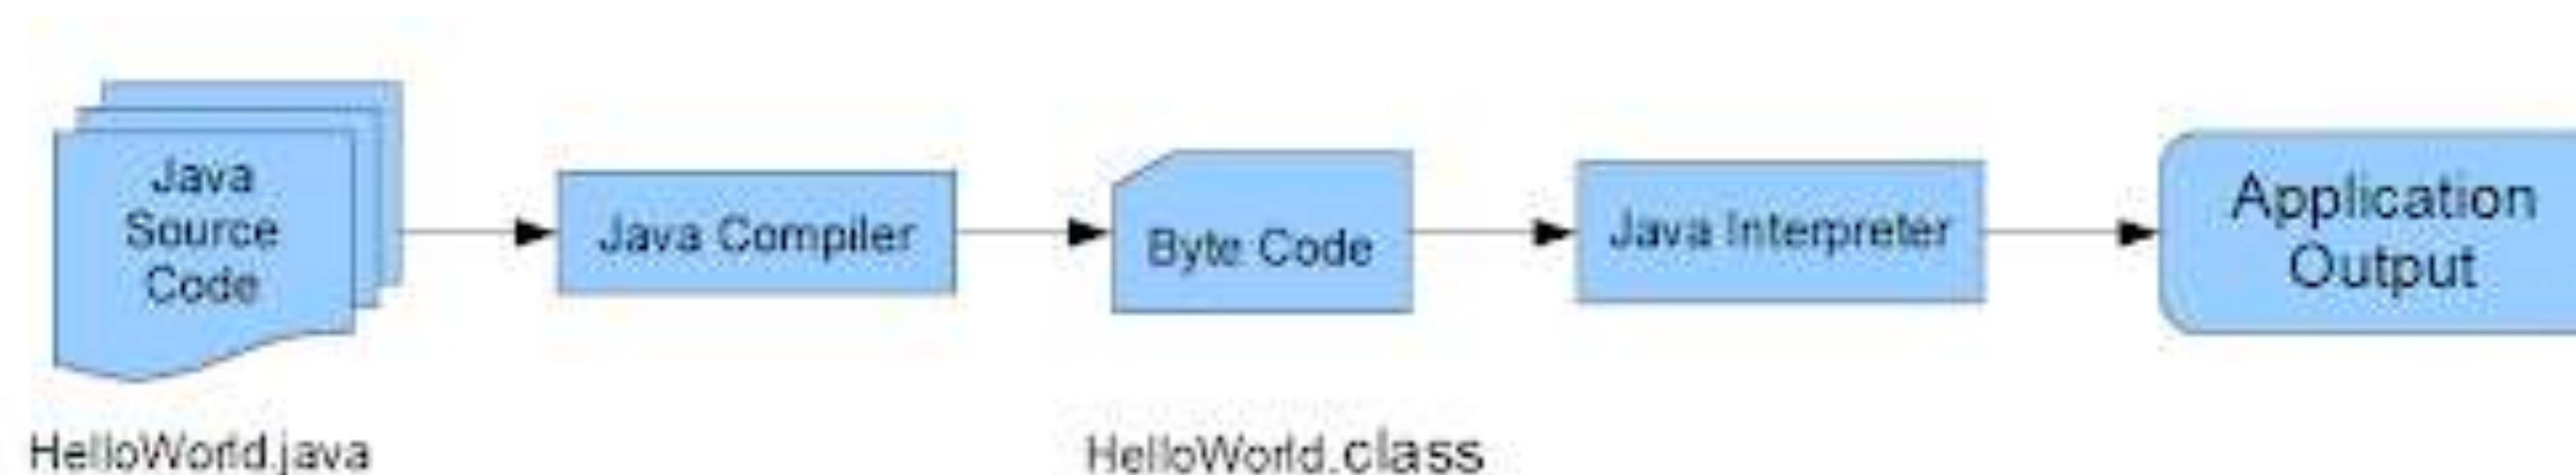 Java
Source
Code
Java Compiler
Byte Code
Java Interpreter
Application
Output
HelloWorld.java
HelloWorld.class